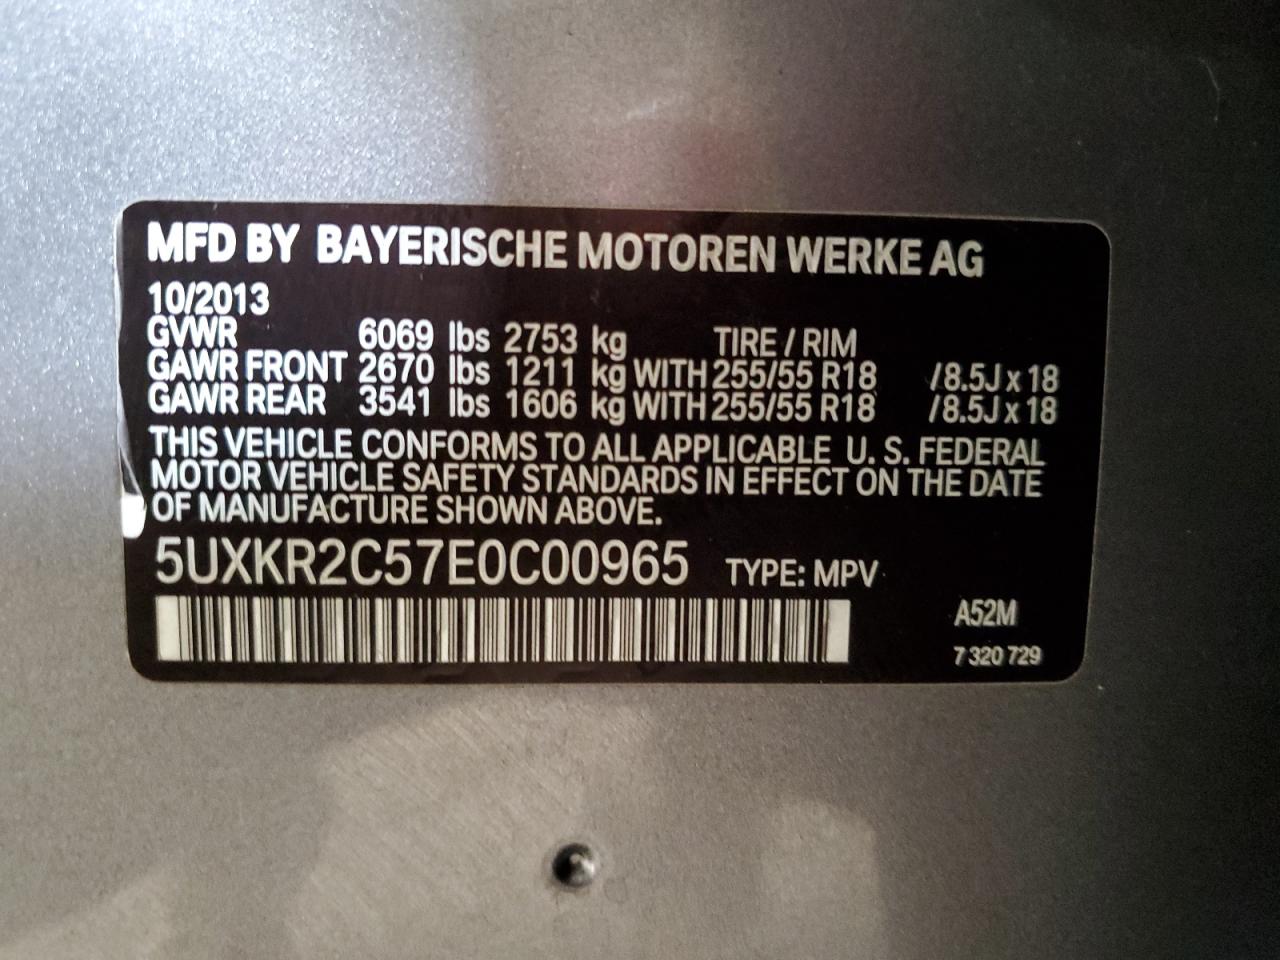 MFD BY BAYERISCHE MOTOREN WERKE AG
10/2013
GVWR 6069 lbs 2753 kg TIRE / RIM
GAWR FRONT 2670 lbs 1211 kg WITH 255/55 R18 /8.5J x 18
GAWR REAR 3541 lbs 1606 kg WITH 255/55 R18 /8.5J x 18
THIS VEHICLE CONFORMS TO ALL APPLICABLE U. S. FEDERAL
MOTOR VEHICLE SAFETY STANDARDS IN EFFECT ON THE DATE
OF MANUFACTURE SHOWN ABOVE.
5UXKR2C57E0C00965 TYPE: MPV
A52M
7 320 729